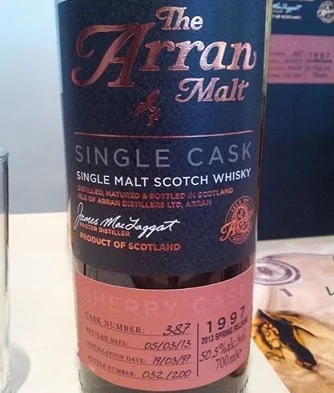 The
Arran
Malt
SINGLE CASK
SINGLE MALT SCOTCH WHISKY
DISTILLED, MATURED & BOTTLED IN SCOTLAND
ISLE OF ARRAN DISTILLERS LTD, ARRAN
James MacTaggart
MASTER DISTILLER
PRODUCT OF SCOTLAND
SHERRY CASK
CASK NUMBER: 387
BOTTLED DATE: 05/03/13
DATE: 19/03/97
BOTTLE NUMBER: 032/200
1997
2013 SPRING RELEASE
50.5% alc./vol.
700ml
387
1997